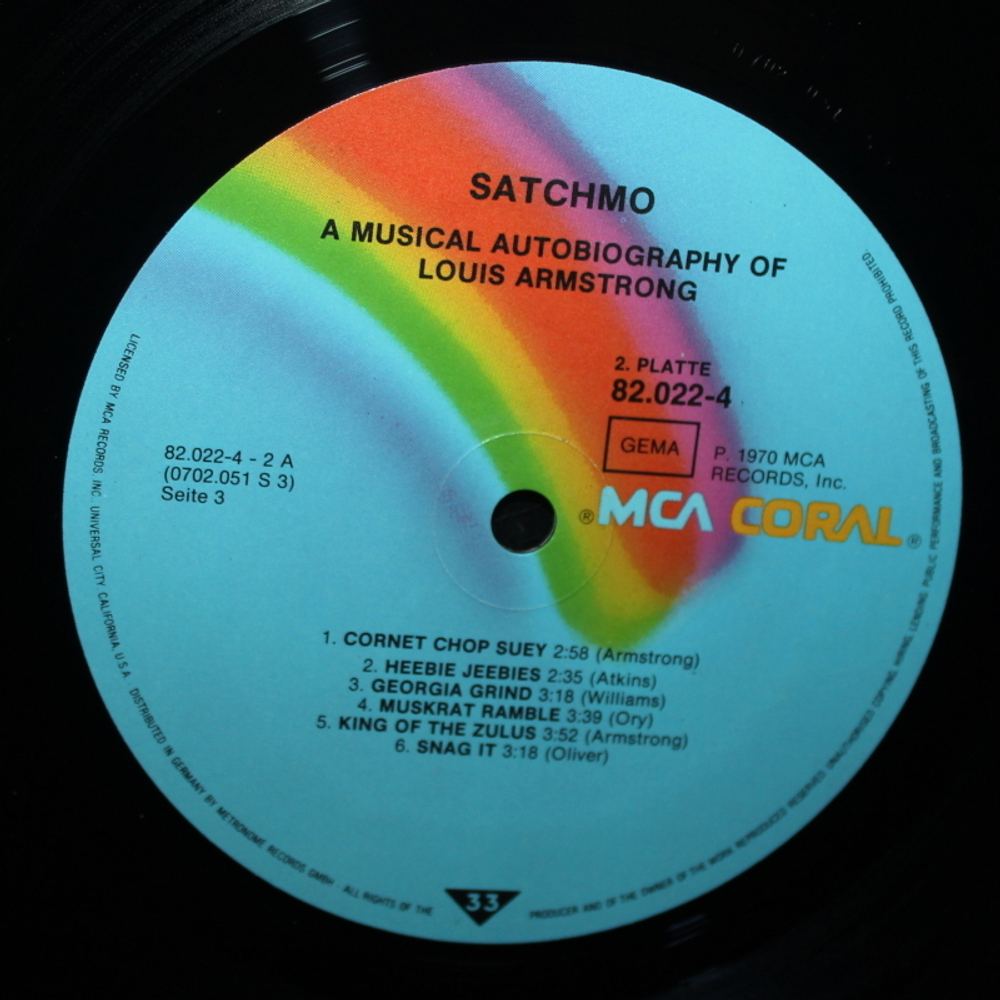 SATCHMO
A MUSICAL AUTOBIOGRAPHY OF
LOUIS ARMSTRONG
2. PLATTE
82.022-4
GEMA
P. 1970 MCA
RECORDS, Inc.
82.022-4 - 2 A
(0702.051 S 3)
Seite 3
® MCA CORAL ®
1. CORNET CHOP SUEY 2:58 (Armstrong)
2. HEEBIE JEEBIES 2:35 (Atkins)
3. GEORGIA GRIND 3:18 (Williams)
4. MUSKRAT RAMBLE 3:39 (Ory)
5. KING OF THE ZULUS 3:52 (Armstrong)
6. SNAG IT 3:18 (Oliver)
LICENSED BY MCA RECORDS INC. UNIVERSAL CITY, CALIFORNIA, U.S.A. DISTRIBUTED IN GERMANY BY METRONOME RECORDS GMBH · ALL RIGHTS OF THE
33
PRODUCER AND OF THE OWNER OF THE WORK REPRODUCED RESERVED UNAUTHORISED COPYING, HIRING, LENDING, PUBLIC PERFORMANCE AND BROADCASTING OF THIS RECORD PROHIBITED.